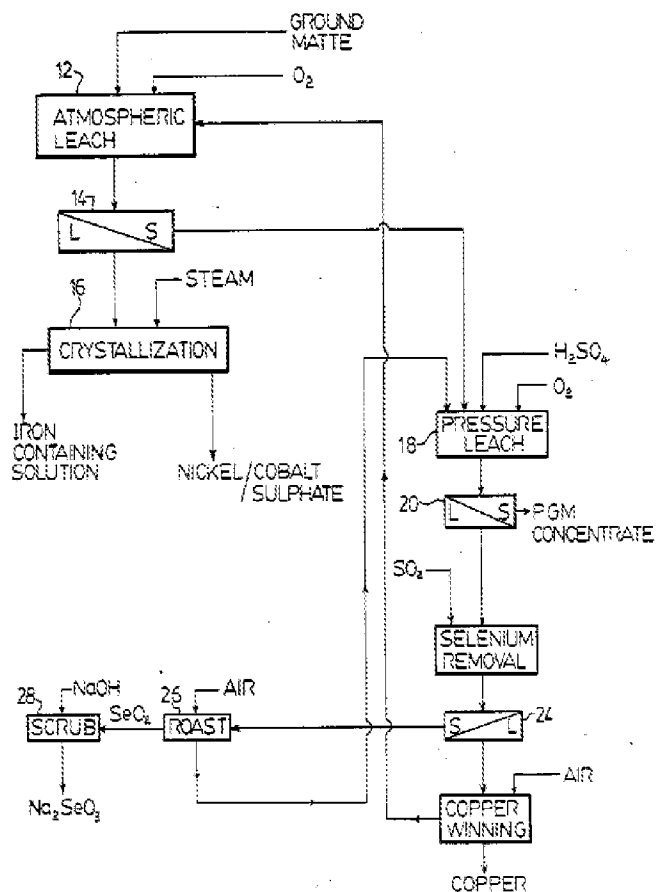 GROUND
MATTE
12
O₂
ATMOSPHERIC
LEACH
14
L S
STEAM
16
CRYSTALLIZATION
IRON
CONTAINING
SOLUTION
NICKEL/COBALT
SULPHATE
H₂SO₄
O₂
18
PRESSURE
LEACH
20
L S
PGM
CONCENTRATE
SO₂
SELENIUM
REMOVAL
28
NaOH
26
AIR
SCRUB
SeO₂
ROAST
S L
24
Na₂SeO₃
AIR
COPPER
WINNING
COPPER